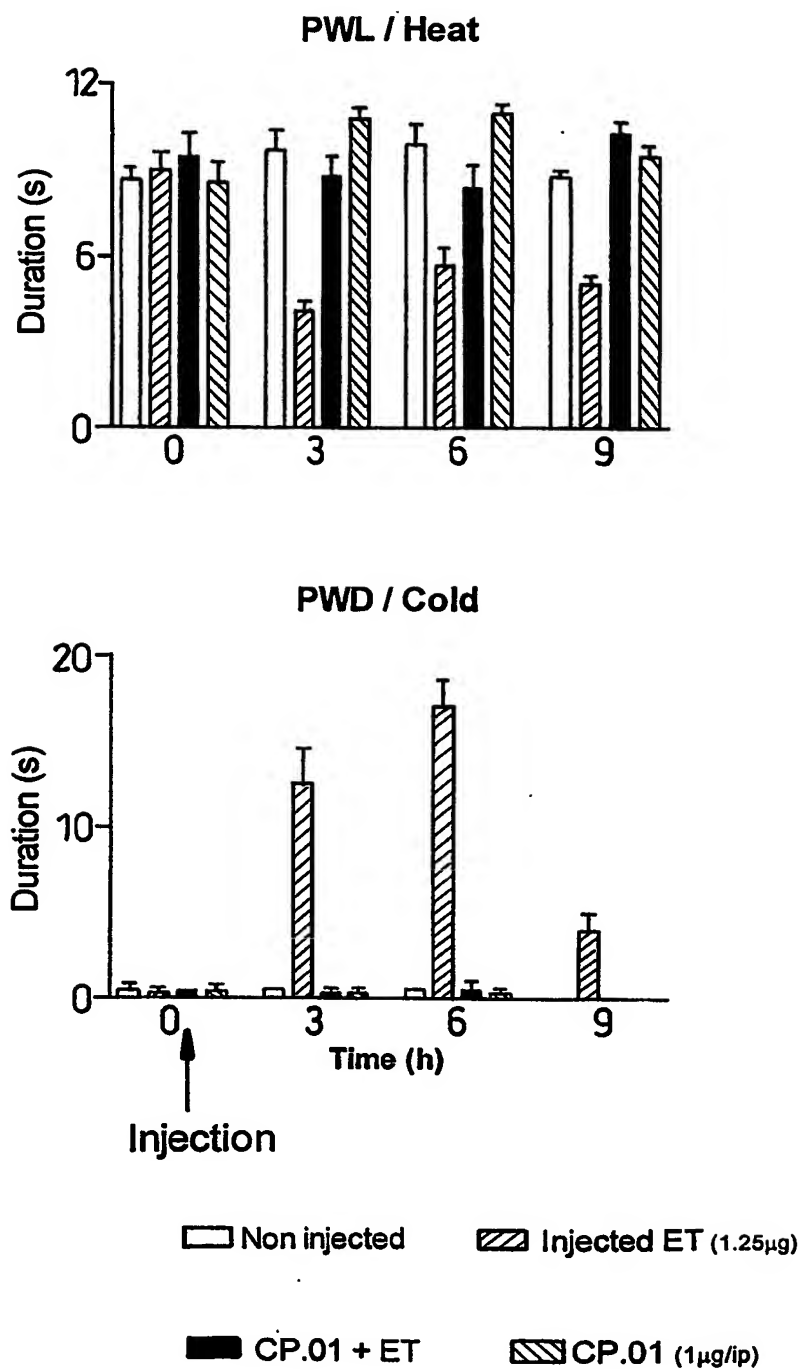 PWL / Heat
12
6
0
Duration (s)
0 3 6 9
PWD / Cold
20
10
0
Duration (s)
0 3 6 9
Time (h)
Injection
Non injected Injected ET (1.25µg)
CP.01 + ET CP.01 (1µg/ip)